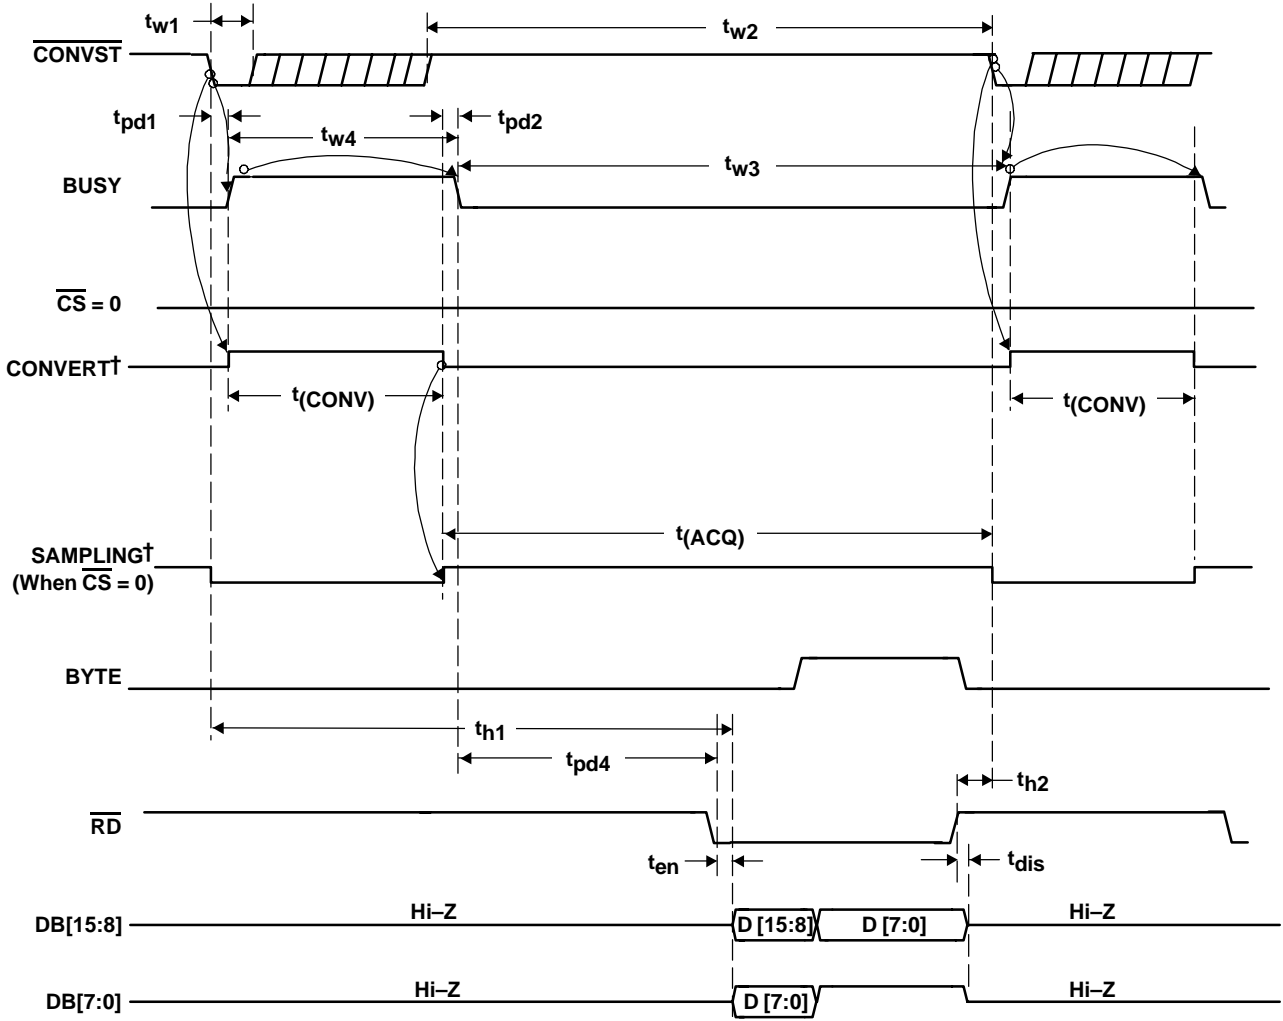 tw1
tw2
CONVST
tpd1
tw4
tpd2
tw3
BUSY
CS = 0
CONVERT†
t(CONV)
t(CONV)
t(ACQ)
SAMPLING†
(When CS = 0)
BYTE
th1
tpd4
th2
RD
ten
tdis
DB[15:8]
Hi–Z
D [15:8]
D [7:0]
Hi–Z
DB[7:0]
Hi–Z
D [7:0]
Hi–Z